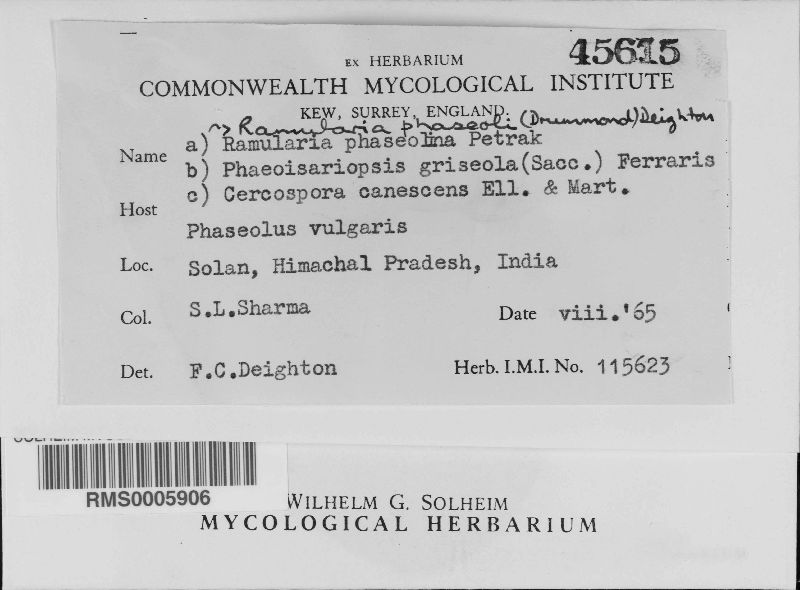 45615
EX HERBARIUM
COMMONWEALTH MYCOLOGICAL INSTITUTE
KEW, SURREY, ENGLAND.
Ramularia phaseoli (Drummond) Deighton
Name a) Ramularia phaseolina Petrak
b) Phaeoisariopsis griseola(Sacc.) Ferraris
c) Cercospora canescens Ell. & Mart.
Host
Phaseolus vulgaris
Loc. Solan, Himachal Pradesh, India
Col. S.L.Sharma Date viii.'65
Det. F.C.Deighton Herb. I.M.I. No. 115623
RMS0005906
WILHELM G. SOLHEIM
MYCOLOGICAL HERBARIUM